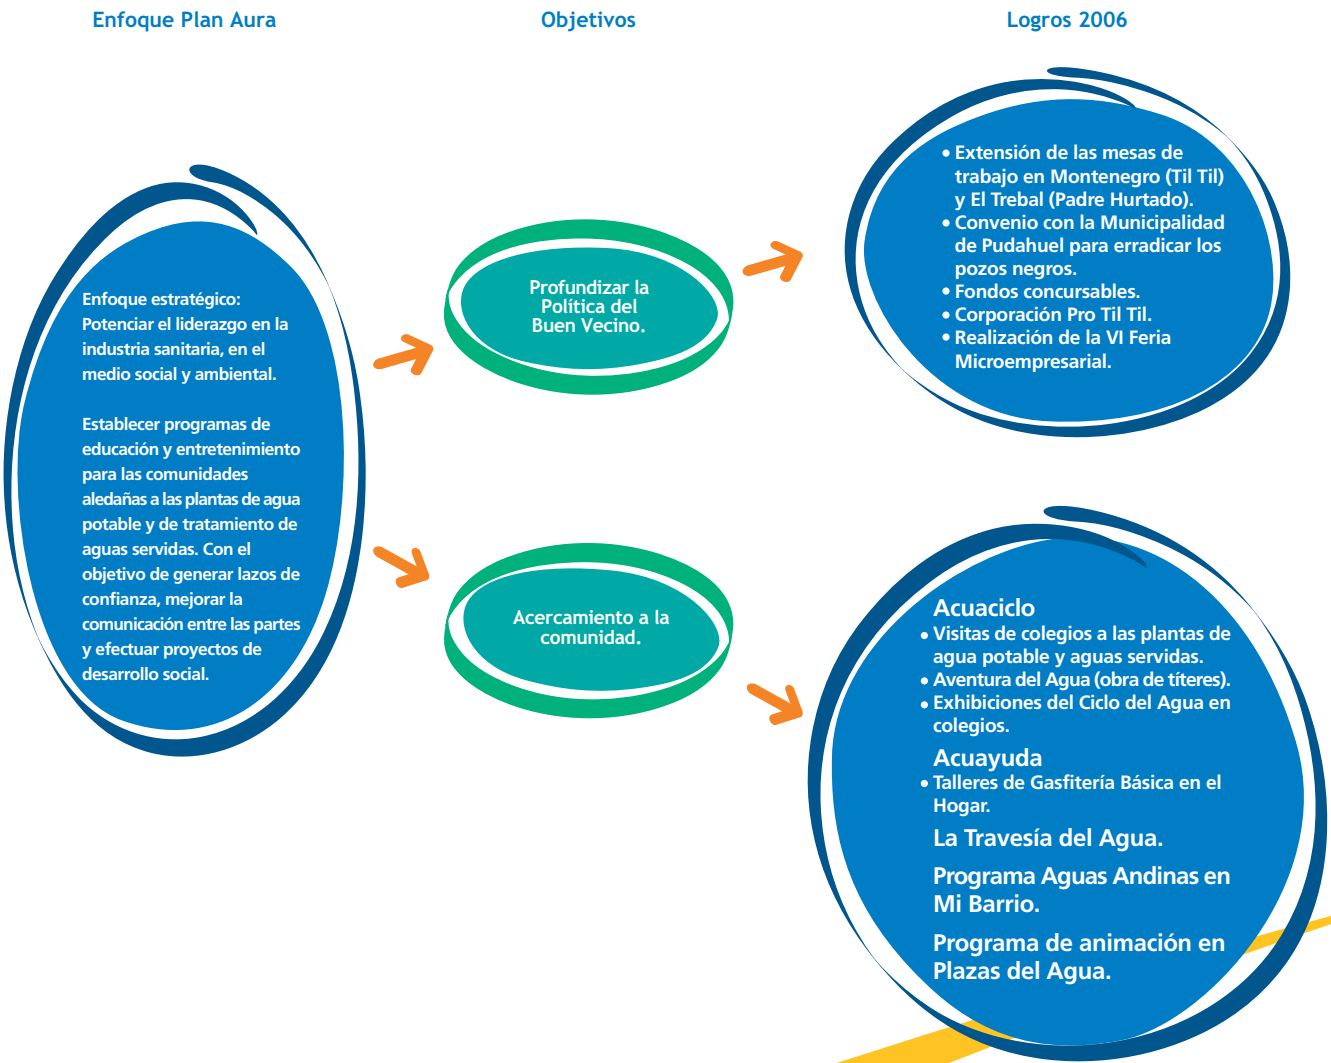 Enfoque Plan Aura
Objetivos
Logros 2006
Enfoque estratégico:
Potenciar el liderazgo en la
industria sanitaria, en el
medio social y ambiental.
Establecer programas de
educación y entretenimiento
para las comunidades
aledañas a las plantas de agua
potable y de tratamiento de
aguas servidas. Con el
objetivo de generar lazos de
confianza, mejorar la
comunicación entre las partes
y efectuar proyectos de
desarrollo social.
Profundizar la
Política del
Buen Vecino.
• Extensión de las mesas de
trabajo en Montenegro (Til Til)
y El Trebal (Padre Hurtado).
• Convenio con la Municipalidad
de Pudahuel para erradicar los
pozos negros.
• Fondos concursables.
• Corporación Pro Til Til.
• Realización de la VI Feria
Microempresarial.
Acercamiento a la
comunidad.
Acuaciclo
• Visitas de colegios a las plantas de
agua potable y aguas servidas.
• Aventura del Agua (obra de títeres).
• Exhibiciones del Ciclo del Agua en
colegios.
Acuayuda
• Talleres de Gasfitería Básica en el
Hogar.
La Travesía del Agua.
Programa Aguas Andinas en
Mi Barrio.
Programa de animación en
Plazas del Agua.